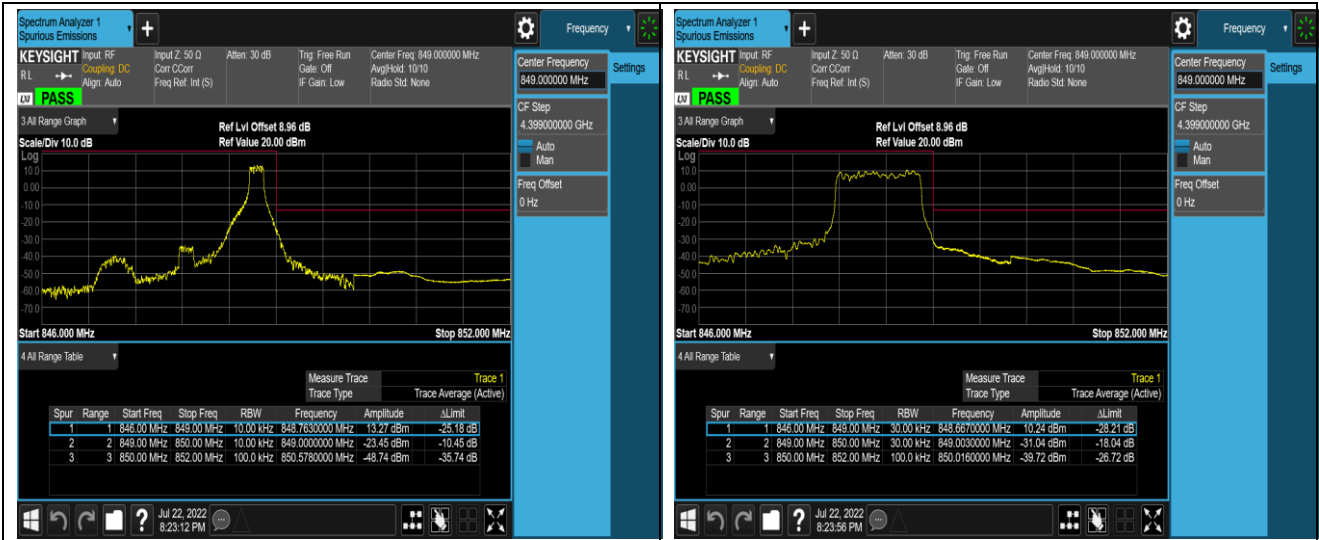 Spectrum Analyzer 1
Spurious Emissions
+
Frequency
KEYSIGHT
RL
Input: RF
Coupling: DC
Align: Auto
Input Z: 50 Ω
Corr CCorr
Freq Ref: Int (S)
Atten: 30 dB
Trig: Free Run
Gate: Off
IF Gain: Low
Center Freq: 849.000000 MHz
Avg|Hold: 10/10
Radio Std: None
LXI PASS
3 All Range Graph
Ref Lvl Offset 8.96 dB
Scale/Div 10.0 dB
Ref Value 20.00 dBm
Log
10.0
0.00
-10.0
-20.0
-30.0
-40.0
-50.0
-60.0
-70.0
Start 846.000 MHz
Stop 852.000 MHz
4 All Range Table
Measure Trace Trace 1
Trace Type Trace Average (Active)
Spur Range Start Freq Stop Freq RBW Frequency Amplitude ΔLimit
1 1 846.00 MHz 849.00 MHz 10.00 kHz 848.7630000 MHz 13.27 dBm -25.18 dB
2 2 849.00 MHz 850.00 MHz 10.00 kHz 849.0000000 MHz -23.45 dBm -10.45 dB
3 3 850.00 MHz 852.00 MHz 100.0 kHz 850.5780000 MHz -48.74 dBm -35.74 dB
?
Jul 22, 2022
8:23:12 PM
Center Frequency
849.000000 MHz
CF Step
4.399000000 GHz
Auto
Man
Freq Offset
0 Hz
Settings
Spectrum Analyzer 1
Spurious Emissions
+
Frequency
KEYSIGHT
RL
Input: RF
Coupling: DC
Align: Auto
Input Z: 50 Ω
Corr CCorr
Freq Ref: Int (S)
Atten: 30 dB
Trig: Free Run
Gate: Off
IF Gain: Low
Center Freq: 849.000000 MHz
Avg|Hold: 10/10
Radio Std: None
LXI PASS
3 All Range Graph
Ref Lvl Offset 8.96 dB
Scale/Div 10.0 dB
Ref Value 20.00 dBm
Log
10.0
0.00
-10.0
-20.0
-30.0
-40.0
-50.0
-60.0
-70.0
Start 846.000 MHz
Stop 852.000 MHz
4 All Range Table
Measure Trace Trace 1
Trace Type Trace Average (Active)
Spur Range Start Freq Stop Freq RBW Frequency Amplitude ΔLimit
1 1 846.00 MHz 849.00 MHz 30.00 kHz 848.6670000 MHz 10.24 dBm -28.21 dB
2 2 849.00 MHz 850.00 MHz 30.00 kHz 849.0030000 MHz -31.04 dBm -18.04 dB
3 3 850.00 MHz 852.00 MHz 100.0 kHz 850.0160000 MHz -39.72 dBm -26.72 dB
?
Jul 22, 2022
8:23:56 PM
Center Frequency
849.000000 MHz
CF Step
4.399000000 GHz
Auto
Man
Freq Offset
0 Hz
Settings